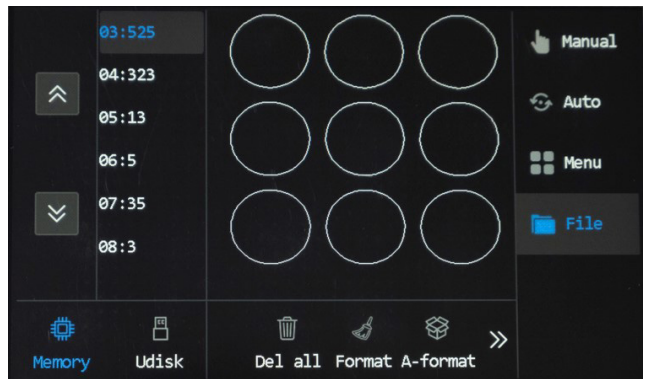 03:525
04:323
05:13
06:5
07:35
08:3
Manual
Auto
Menu
File
Memory
Udisk
Del all
Format
A-format